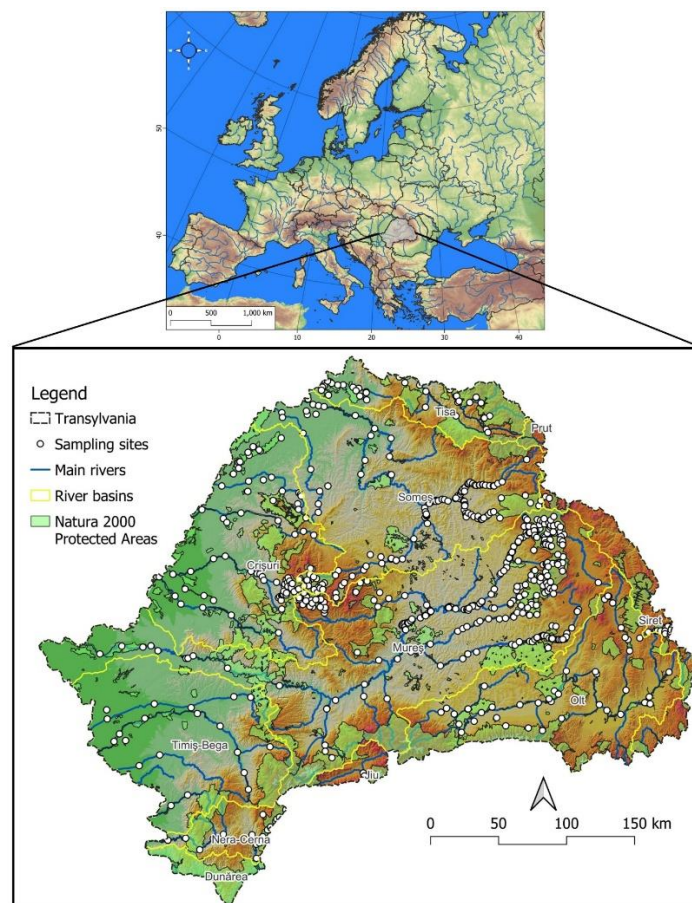 N
W
E
S
50
40
0
500
1,000 km
0
10
20
30
40
Legend
Transylvania
Sampling sites
Main rivers
River basins
Natura 2000
Protected Areas
Tisa
Prut
Someș
Crișuri
Siret
Mureș
Olt
Timiș-Bega
Jiu
Nera-Cerna
Dunărea
0
50
100
150 km